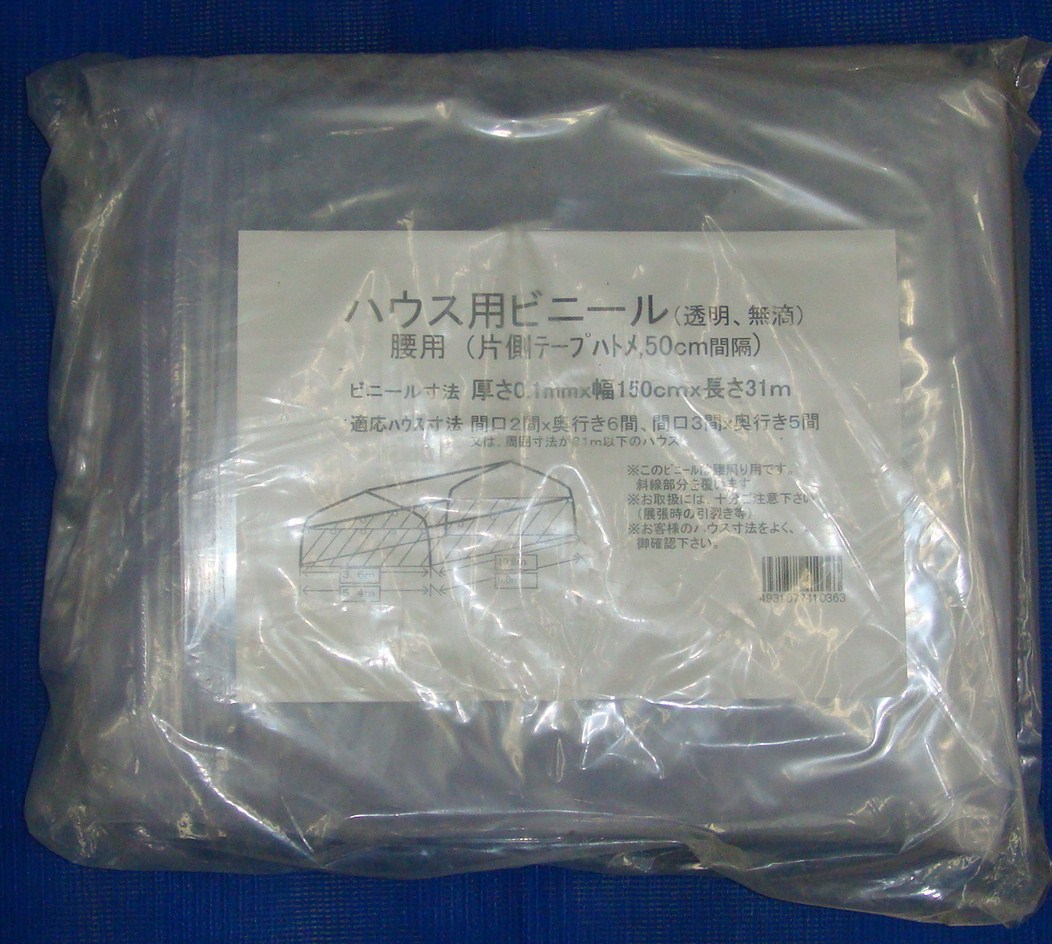 ハウス用ビニール(透明、無滴)
腰用 (片側テープハトメ,50cm間隔)
ビニール寸法 厚さ0.1mmx幅150cmx長さ31m
適応ハウス寸法 間口2間x奥行き6間、間口3間x奥行き5間
又は、周囲寸法が31m以下のハウス。
※このビニールは腰周り用です。
斜線部分を覆います
※お取扱には、十分ご注意下さい
(展張時の引裂き等)
※お客様のハウス寸法をよく、
御確認下さい。
3.6m
5.4m